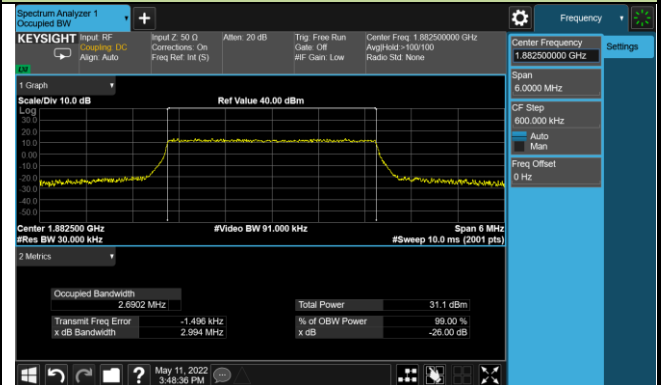 Spectrum Analyzer 1
Occupied BW
+
Frequency
KEYSIGHT
Input: RF
Coupling: DC
Align: Auto
Input Z: 50 Ω
Corrections: On
Freq Ref: Int (S)
Atten: 20 dB
Trig: Free Run
Gate: Off
#IF Gain: Low
Center Freq: 1.882500000 GHz
Avg|Hold:>100/100
Radio Std: None
Center Frequency
1.882500000 GHz
Settings
Span
6.0000 MHz
CF Step
600.000 kHz
Auto
Man
Freq Offset
0 Hz
1 Graph
Scale/Div 10.0 dB
Ref Value 40.00 dBm
Log
30.0
20.0
10.0
0.00
-10.0
-20.0
-30.0
-40.0
-50.0
Center 1.882500 GHz
#Video BW 91.000 kHz
Span 6 MHz
#Res BW 30.000 kHz
#Sweep 10.0 ms (2001 pts)
2 Metrics
Occupied Bandwidth
2.6902 MHz
Total Power 31.1 dBm
Transmit Freq Error -1.496 kHz
% of OBW Power 99.00 %
x dB Bandwidth 2.994 MHz
x dB -26.00 dB
?
May 11, 2022
3:48:36 PM